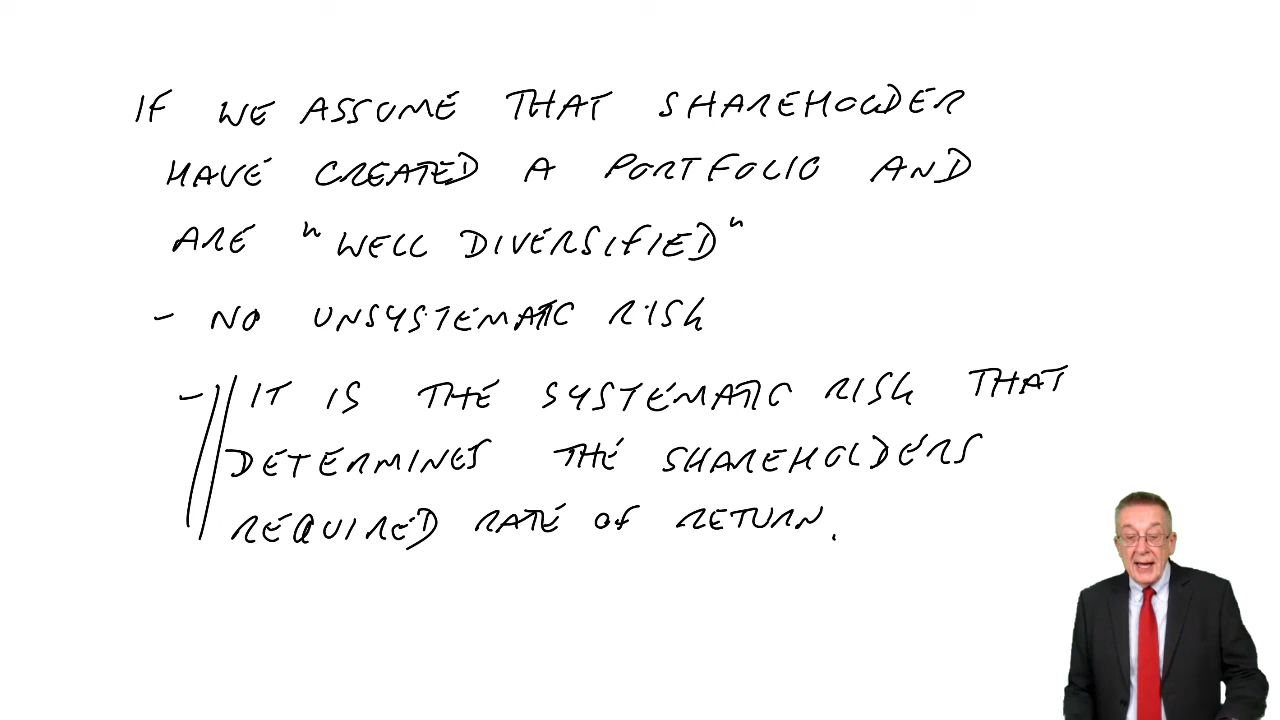 IF WE ASSUME THAT SHAREHOLDER
HAVE CREATED A PORTFOLIO AND
ARE "WELL DIVERSIFIED"
- NO UNSYSTEMATIC RISK
- IT IS THE SYSTEMATIC RISK THAT
DETERMINES THE SHAREHOLDERS
REQUIRED RATE OF RETURN.